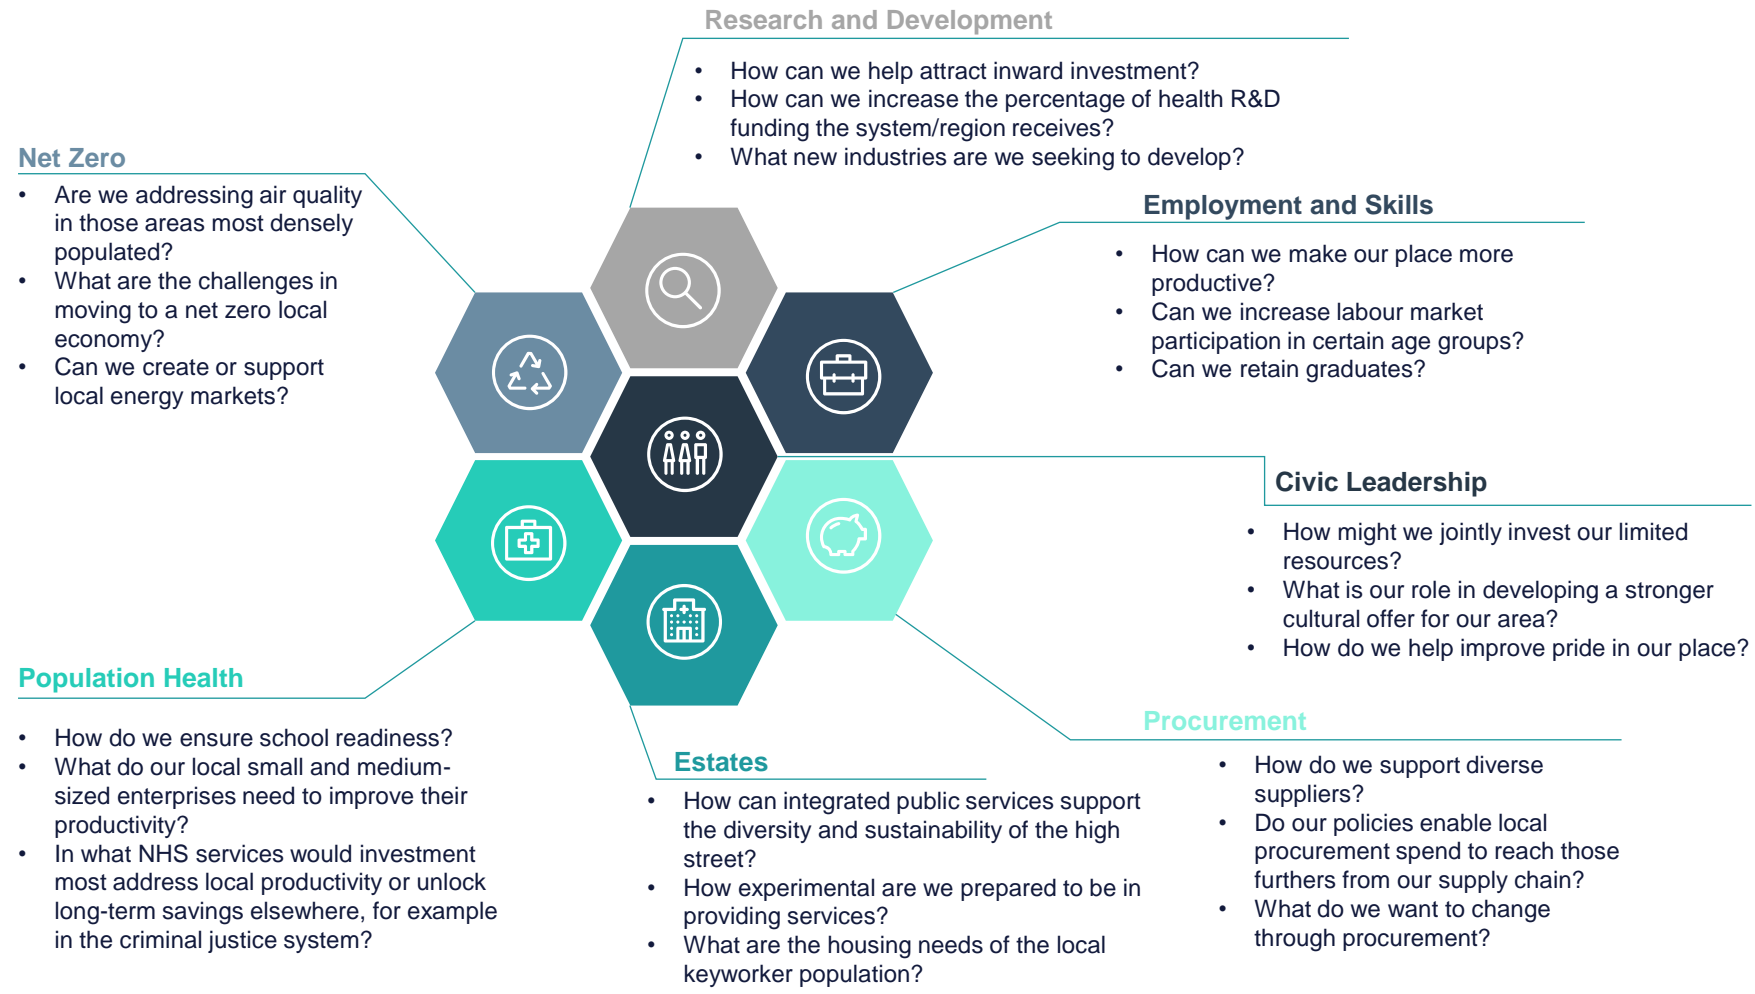 Research and Development
• How can we help attract inward investment?
• How can we increase the percentage of health R&D
funding the system/region receives?
• What new industries are we seeking to develop?
Net Zero
• Are we addressing air quality
in those areas most densely
populated?
• What are the challenges in
moving to a net zero local
economy?
• Can we create or support
local energy markets?
Employment and Skills
• How can we make our place more
productive?
• Can we increase labour market
participation in certain age groups?
• Can we retain graduates?
Civic Leadership
• How might we jointly invest our limited
resources?
• What is our role in developing a stronger
cultural offer for our area?
• How do we help improve pride in our place?
Population Health
• How do we ensure school readiness?
• What do our local small and medium-
sized enterprises need to improve their
productivity?
• In what NHS services would investment
most address local productivity or unlock
long-term savings elsewhere, for example
in the criminal justice system?
Estates
• How can integrated public services support
the diversity and sustainability of the high
street?
• How experimental are we prepared to be in
providing services?
• What are the housing needs of the local
keyworker population?
Procurement
• How do we support diverse
suppliers?
• Do our policies enable local
procurement spend to reach those
furthers from our supply chain?
• What do we want to change
through procurement?